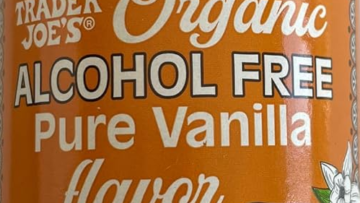 TRADER
JOE'S®
Organic
ALCOHOL FREE
Pure Vanilla
flavor